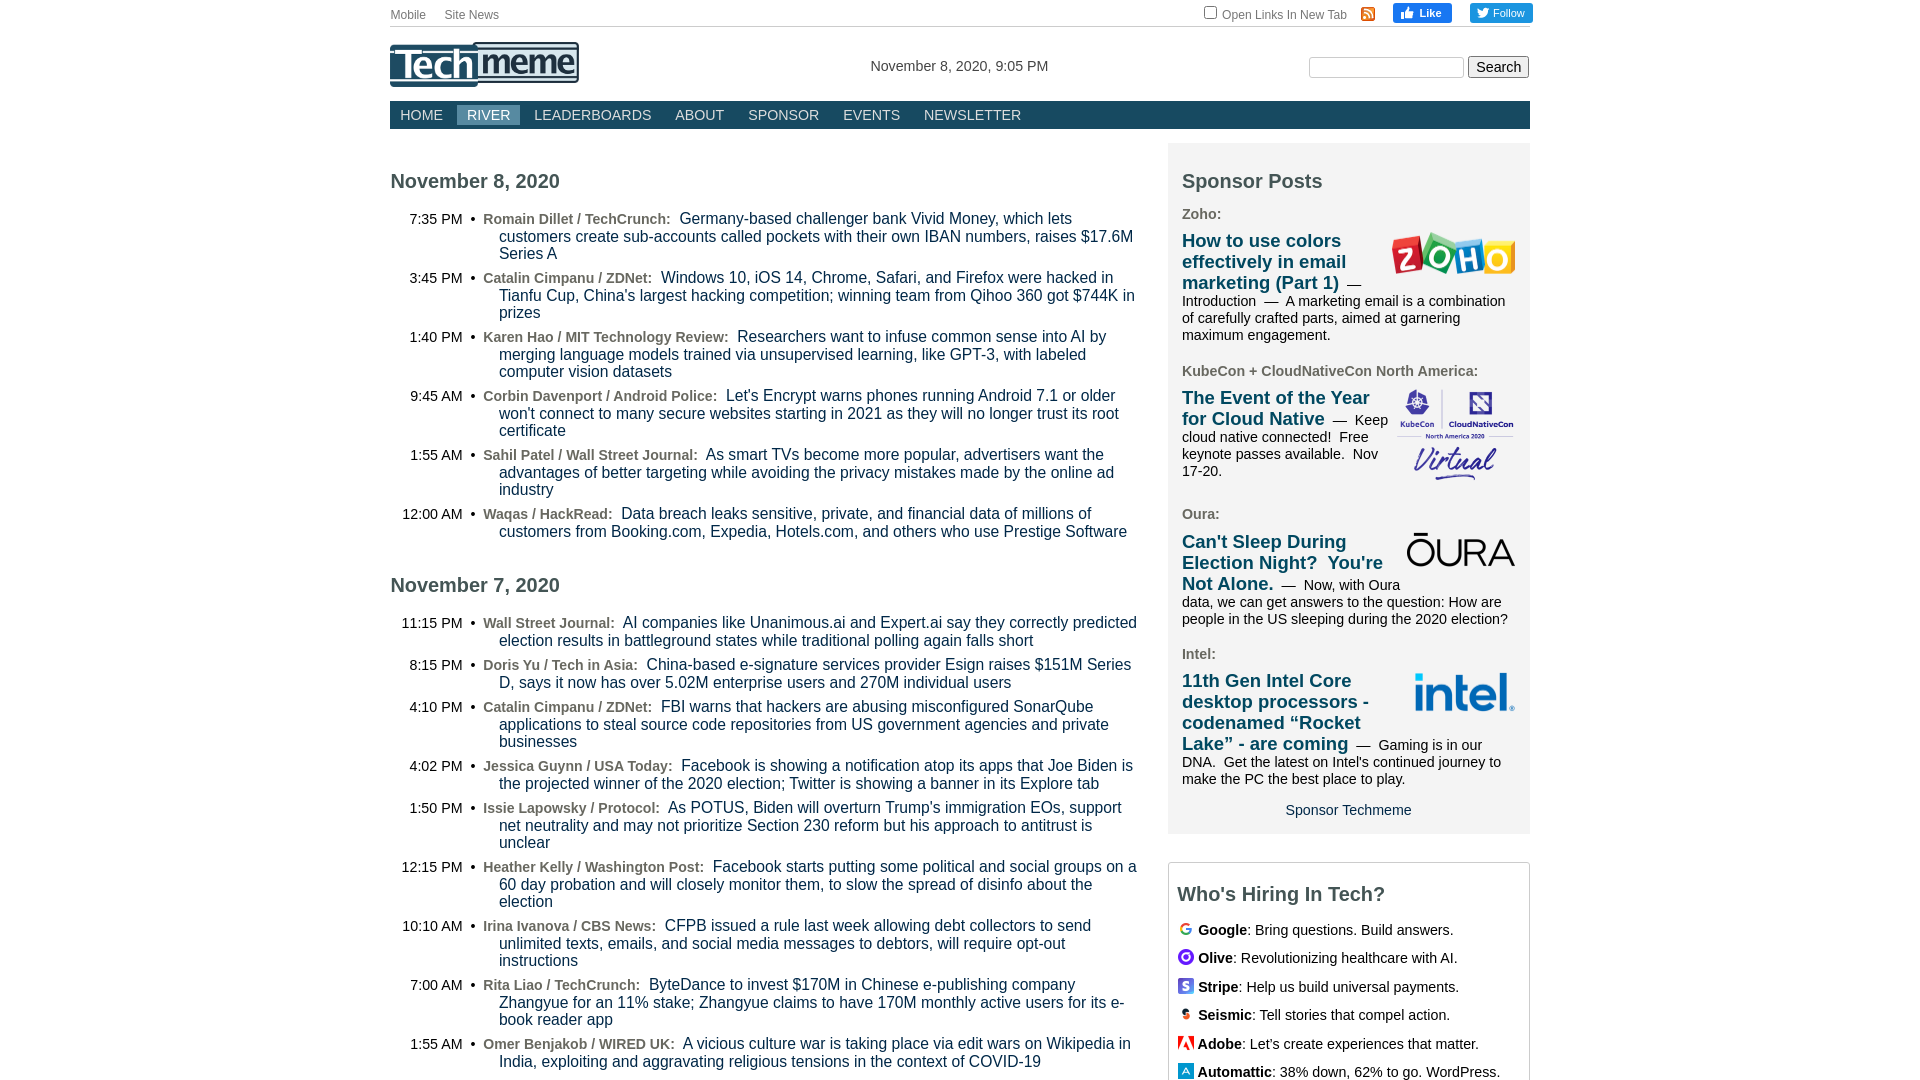 Mobile Site News Open Links In New Tab Like Follow
Techmeme November 8, 2020, 9:05 PM Search
HOME RIVER LEADERBOARDS ABOUT SPONSOR EVENTS NEWSLETTER
November 8, 2020
7:35 PM • Romain Dillet / TechCrunch: Germany-based challenger bank Vivid Money, which lets
customers create sub-accounts called pockets with their own IBAN numbers, raises $17.6M
Series A
3:45 PM • Catalin Cimpanu / ZDNet: Windows 10, iOS 14, Chrome, Safari, and Firefox were hacked in
Tianfu Cup, China's largest hacking competition; winning team from Qihoo 360 got $744K in
prizes
1:40 PM • Karen Hao / MIT Technology Review: Researchers want to infuse common sense into AI by
merging language models trained via unsupervised learning, like GPT-3, with labeled
computer vision datasets
9:45 AM • Corbin Davenport / Android Police: Let's Encrypt warns phones running Android 7.1 or older
won't connect to many secure websites starting in 2021 as they will no longer trust its root
certificate
1:55 AM • Sahil Patel / Wall Street Journal: As smart TVs become more popular, advertisers want the
advantages of better targeting while avoiding the privacy mistakes made by the online ad
industry
12:00 AM • Waqas / HackRead: Data breach leaks sensitive, private, and financial data of millions of
customers from Booking.com, Expedia, Hotels.com, and others who use Prestige Software
November 7, 2020
11:15 PM • Wall Street Journal: AI companies like Unanimous.ai and Expert.ai say they correctly predicted
election results in battleground states while traditional polling again falls short
8:15 PM • Doris Yu / Tech in Asia: China-based e-signature services provider Esign raises $151M Series
D, says it now has over 5.02M enterprise users and 270M individual users
4:10 PM • Catalin Cimpanu / ZDNet: FBI warns that hackers are abusing misconfigured SonarQube
applications to steal source code repositories from US government agencies and private
businesses
4:02 PM • Jessica Guynn / USA Today: Facebook is showing a notification atop its apps that Joe Biden is
the projected winner of the 2020 election; Twitter is showing a banner in its Explore tab
1:50 PM • Issie Lapowsky / Protocol: As POTUS, Biden will overturn Trump's immigration EOs, support
net neutrality and may not prioritize Section 230 reform but his approach to antitrust is
unclear
12:15 PM • Heather Kelly / Washington Post: Facebook starts putting some political and social groups on a
60 day probation and will closely monitor them, to slow the spread of disinfo about the
election
10:10 AM • Irina Ivanova / CBS News: CFPB issued a rule last week allowing debt collectors to send
unlimited texts, emails, and social media messages to debtors, will require opt-out
instructions
7:00 AM • Rita Liao / TechCrunch: ByteDance to invest $170M in Chinese e-publishing company
Zhangyue for an 11% stake; Zhangyue claims to have 170M monthly active users for its e-
book reader app
1:55 AM • Omer Benjakob / WIRED UK: A vicious culture war is taking place via edit wars on Wikipedia in
India, exploiting and aggravating religious tensions in the context of COVID-19
Sponsor Posts
Zoho:
ZOHO
How to use colors
effectively in email
marketing (Part 1) —
Introduction — A marketing email is a combination
of carefully crafted parts, aimed at garnering
maximum engagement.
KubeCon + CloudNativeCon North America:
KubeCon CloudNativeCon
North America 2020
Virtual
The Event of the Year
for Cloud Native — Keep
cloud native connected! Free
keynote passes available. Nov
17-20.
Oura:
ŌURA
Can't Sleep During
Election Night? You're
Not Alone. — Now, with Oura
data, we can get answers to the question: How are
people in the US sleeping during the 2020 election?
Intel:
intel®
11th Gen Intel Core
desktop processors -
codenamed “Rocket
Lake” - are coming — Gaming is in our
DNA. Get the latest on Intel's continued journey to
make the PC the best place to play.
Sponsor Techmeme
Who's Hiring In Tech?
Google: Bring questions. Build answers.
Olive: Revolutionizing healthcare with AI.
Stripe: Help us build universal payments.
Seismic: Tell stories that compel action.
Adobe: Let’s create experiences that matter.
Automattic: 38% down, 62% to go. WordPress.